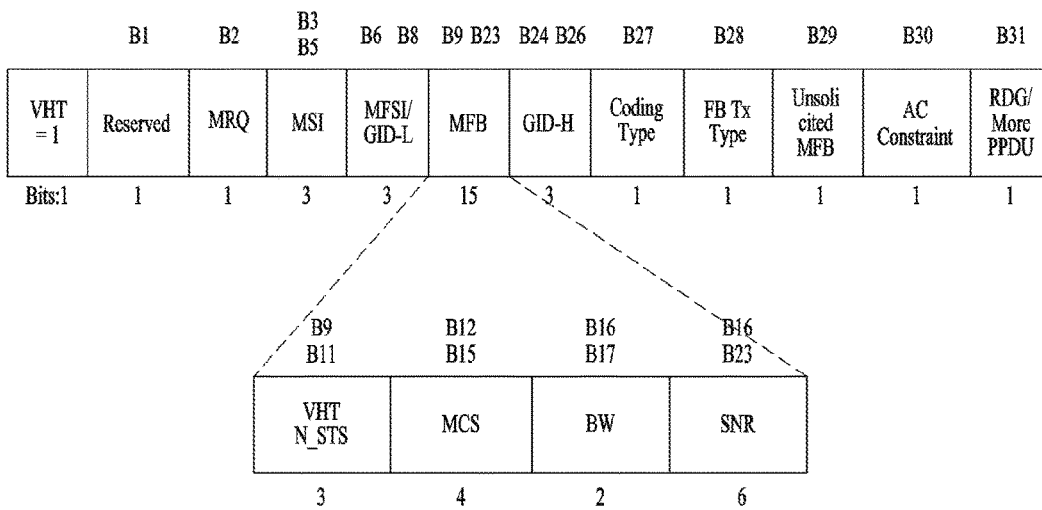 B1 B2 B3 B5 B6 B8 B9 B23 B24 B26 B27 B28 B29 B30 B31
VHT = 1 Reserved MRQ MSI MFSI/ GID-L MFB GID-H Coding Type FB Tx Type Unsoli cited MFB AC Constraint RDG/ More PPDU
Bits:1 1 1 3 3 15 3 1 1 1 1 1
B9 B12 B16 B16
B11 B15 B17 B23
VHT N_STS MCS BW SNR
3 4 2 6